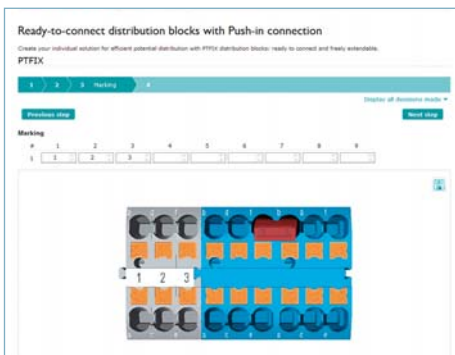 Ready-to-connect distribution blocks with Push-in connection
Create your individual solution for efficient potential distribution with PTFIX distribution blocks: ready to connect and freely extendable.
PTFIX
1 2 3 Marking 4
Display all decisions made
Previous step Next step
Marking
# 1 2 3 4 5 6 7 8 9
1 1 2 3
1 2 3